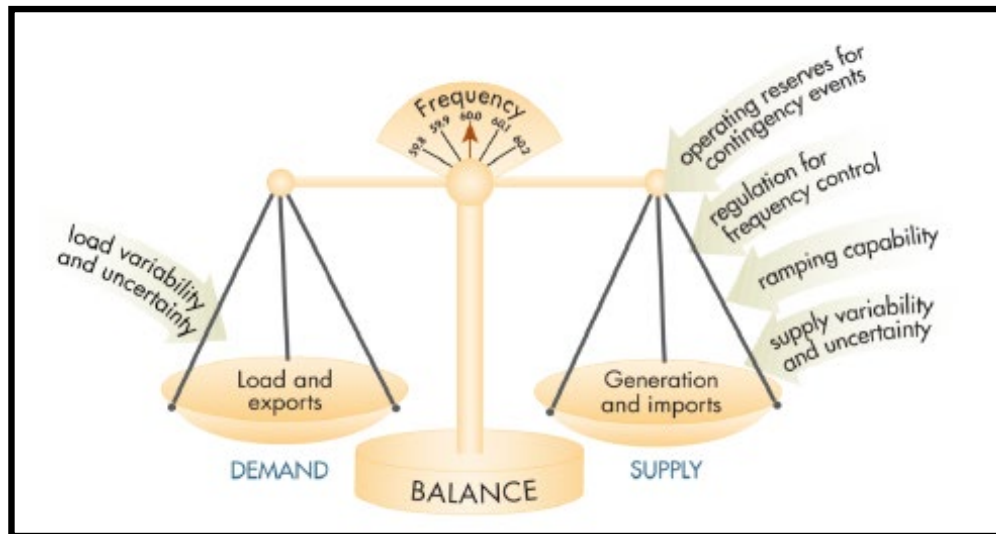 Frequency
59.8 59.9 60.0 60.1 60.2
operating reserves for
contingency events
regulation for
frequency control
ramping capability
supply variability
and uncertainty
load variability
and uncertainty
Load and
exports
Generation
and imports
DEMAND
SUPPLY
BALANCE